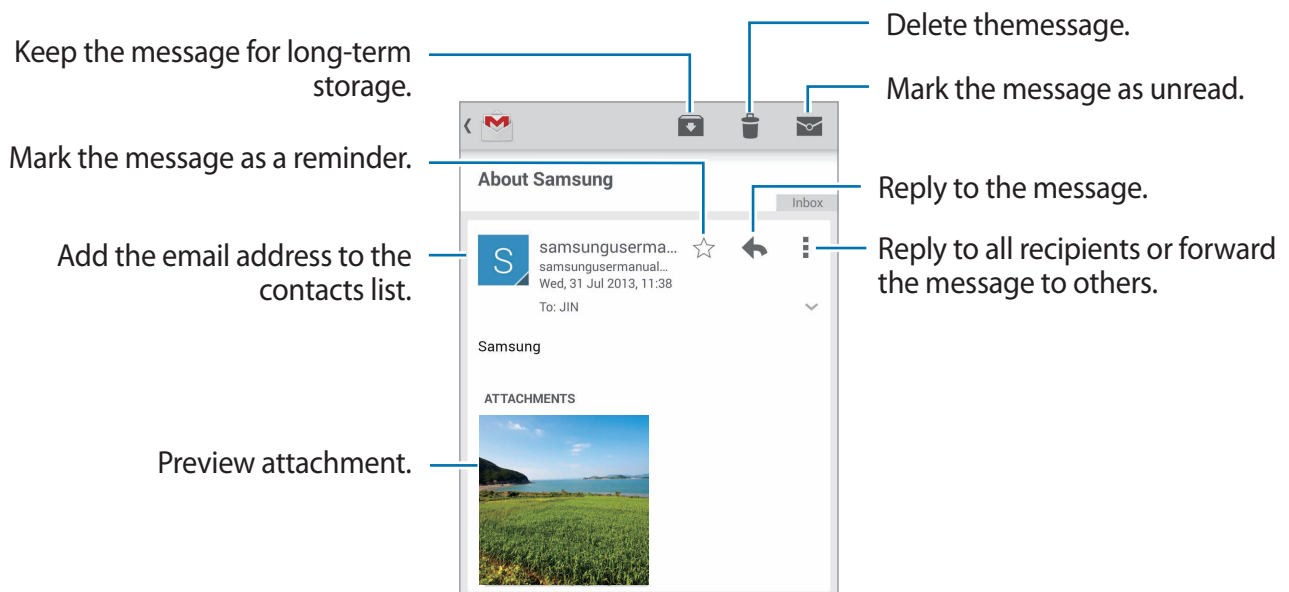 Delete themessage.
Keep the message for long-term
storage.
Mark the message as unread.
Mark the message as a reminder.
About Samsung
Reply to the message.
Inbox
Add the email address to the
contacts list.
S
samsunguserma...
samsungusermanual...
Wed, 31 Jul 2013, 11:38
To: JIN
Reply to all recipients or forward
the message to others.
Samsung
ATTACHMENTS
Preview attachment.